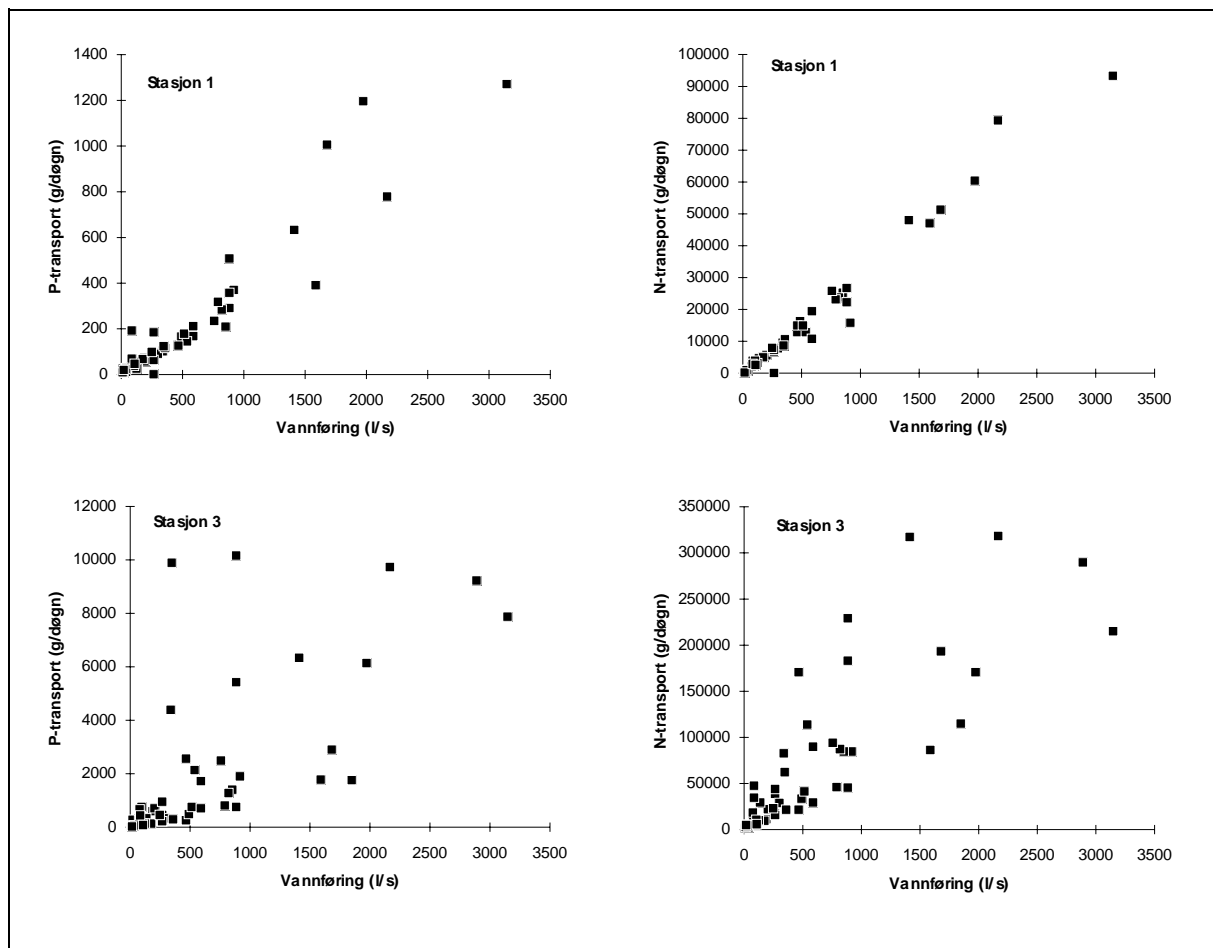 Stasjon 1
P-transport (g/døgn)
1400
1200
1000
800
600
400
200
0
0 500 1000 1500 2000 2500 3000 3500
Vannføring (l/s)
Stasjon 1
N-transport (g/døgn)
100000
90000
80000
70000
60000
50000
40000
30000
20000
10000
0
0 500 1000 1500 2000 2500 3000 3500
Vannføring (l/s)
Stasjon 3
P-transport (g/døgn)
12000
10000
8000
6000
4000
2000
0
0 500 1000 1500 2000 2500 3000 3500
Vannføring (l/s)
Stasjon 3
N-transport (g/døgn)
350000
300000
250000
200000
150000
100000
50000
0
0 500 1000 1500 2000 2500 3000 3500
Vannføring (l/s)